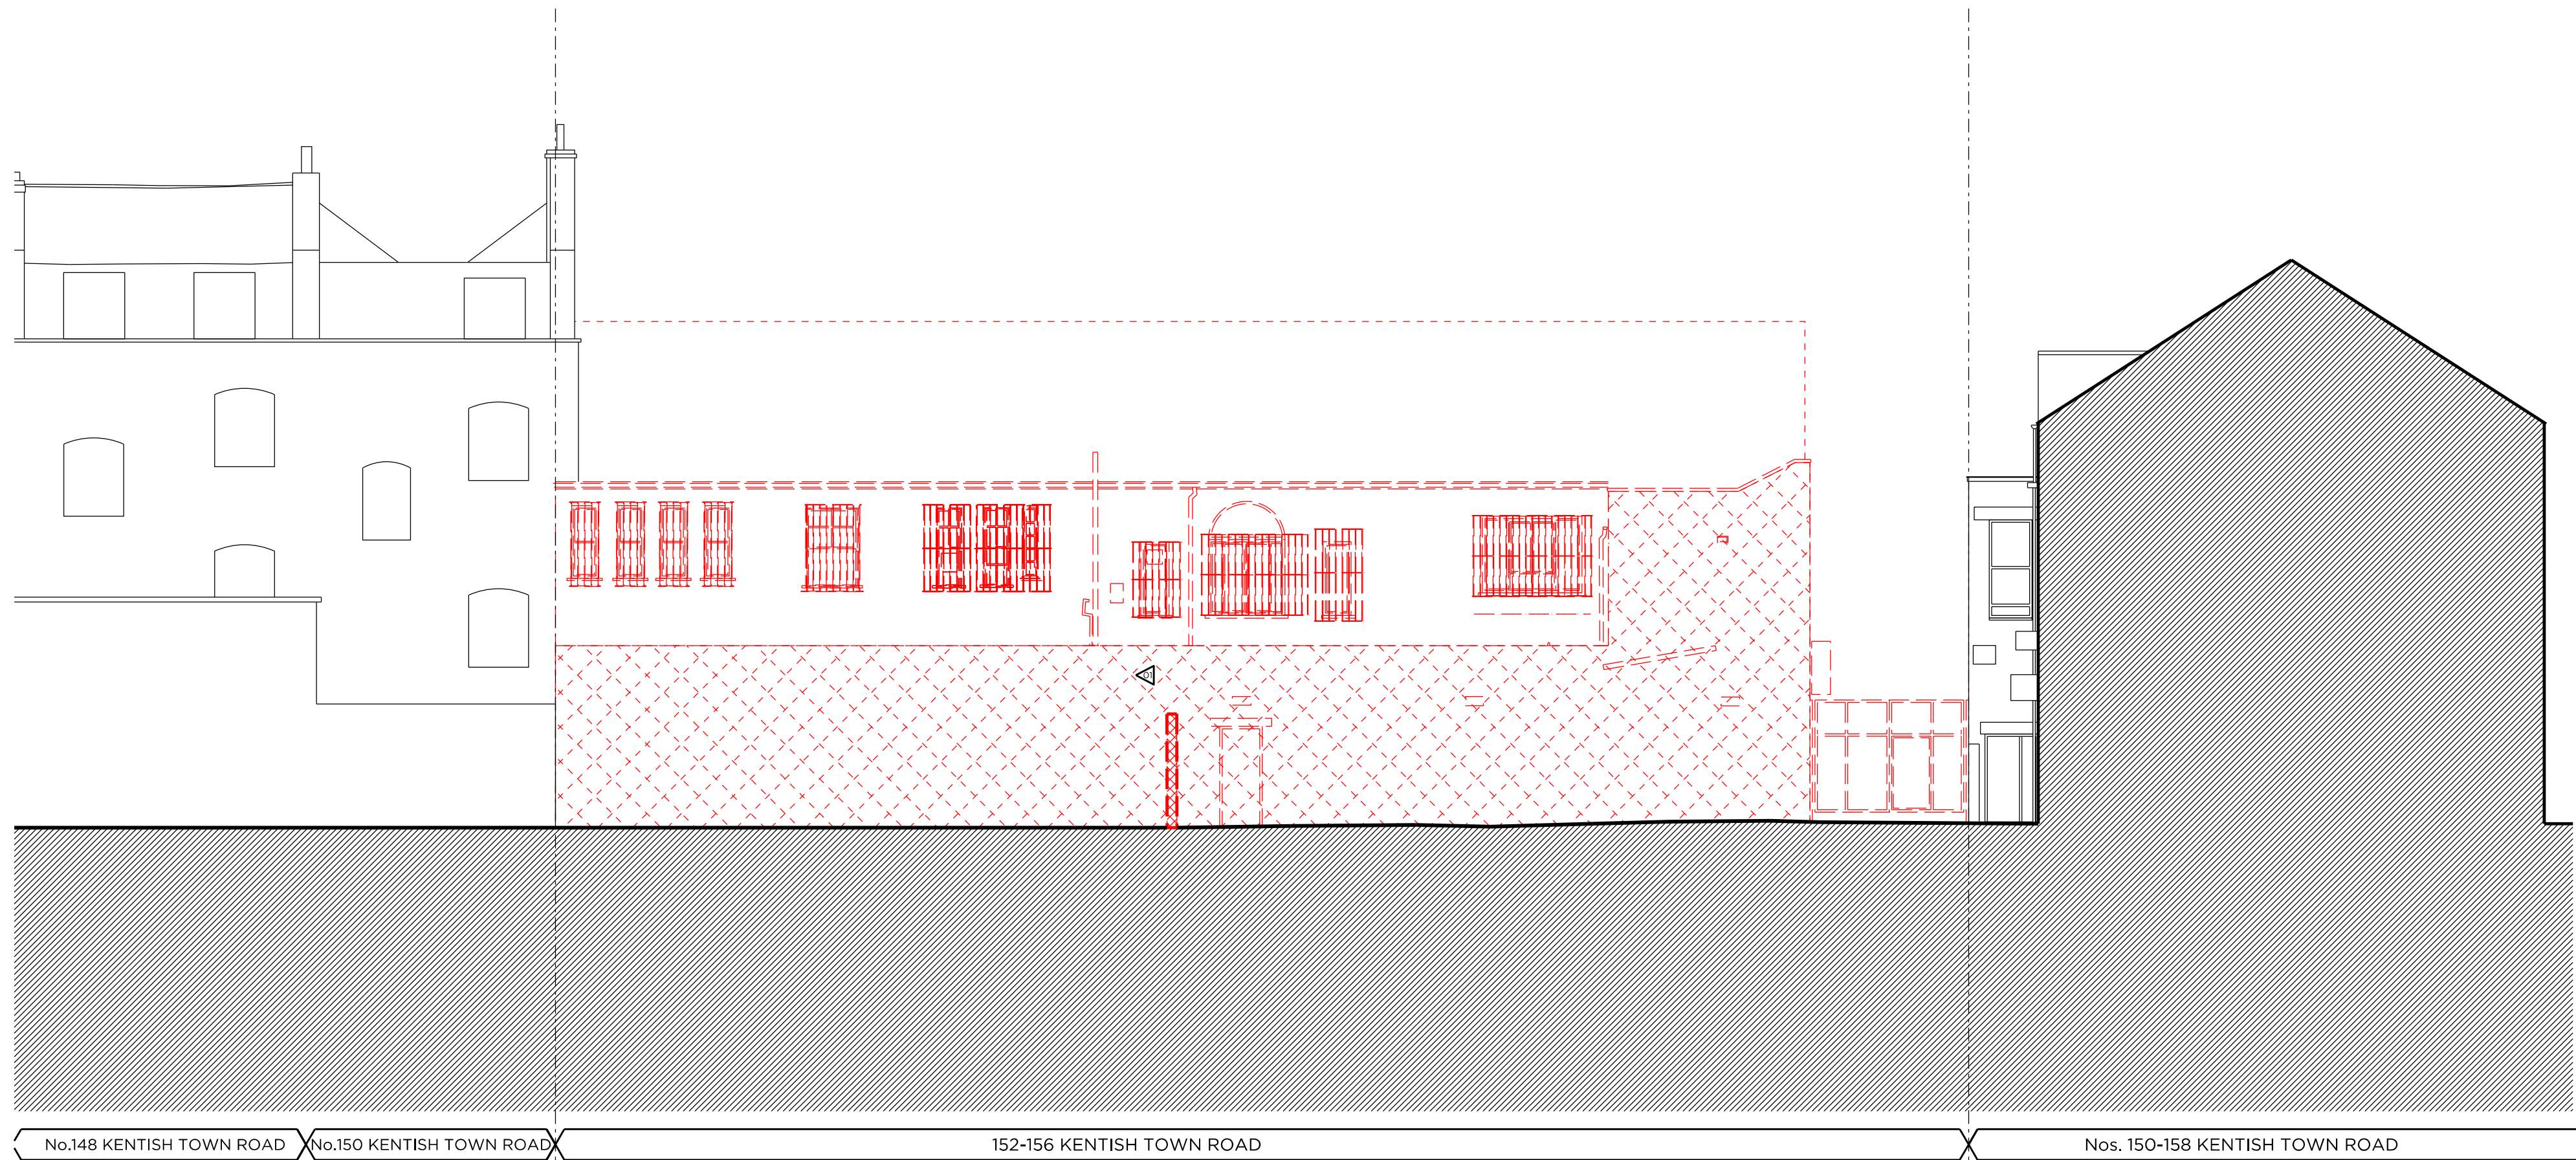 01
No.148 KENTISH TOWN ROAD
No.150 KENTISH TOWN ROAD
152-156 KENTISH TOWN ROAD
Nos. 150-158 KENTISH TOWN ROAD